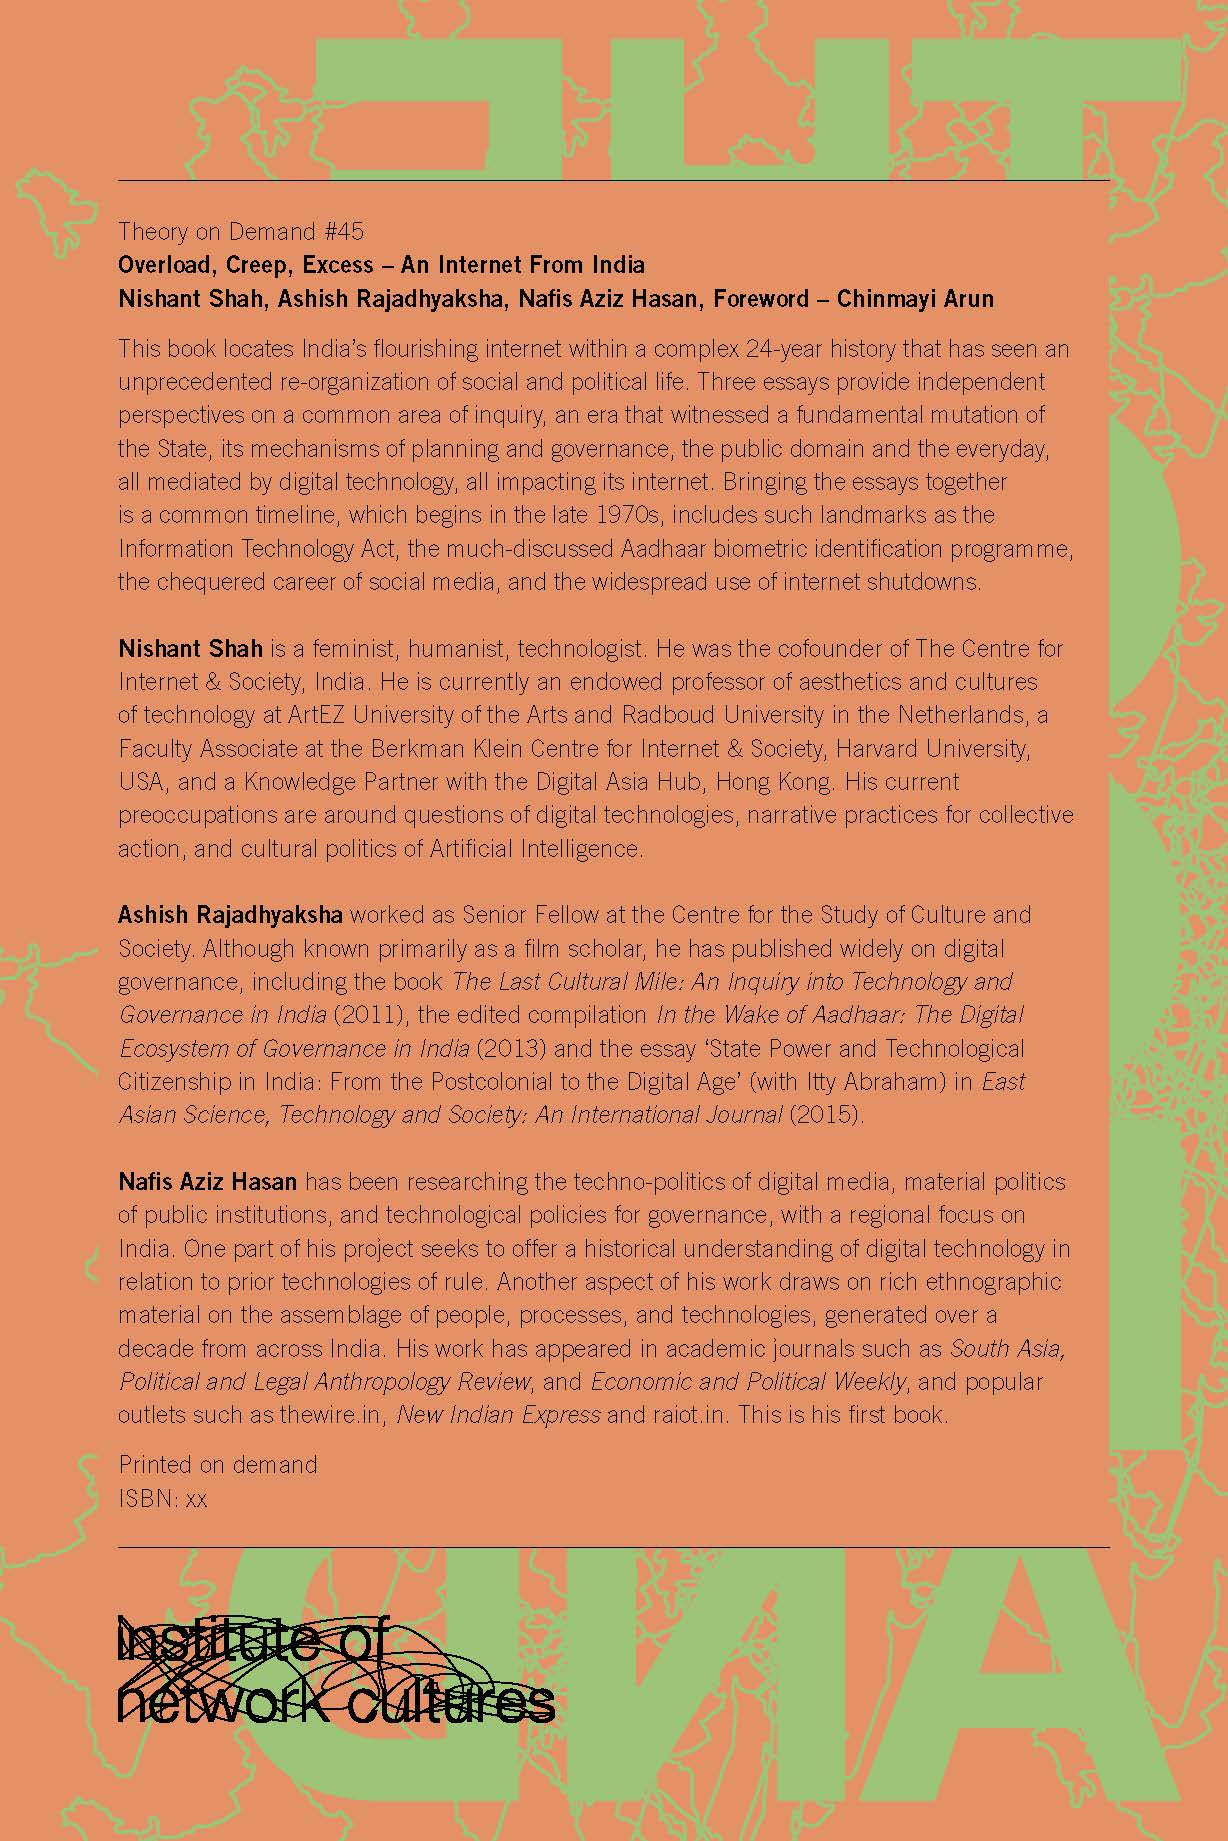 Theory on Demand #45
Overload, Creep, Excess – An Internet From India
Nishant Shah, Ashish Rajadhyaksha, Nafis Aziz Hasan, Foreword – Chinmayi Arun
This book locates India’s flourishing internet within a complex 24-year history that has seen an
unprecedented re-organization of social and political life. Three essays provide independent
perspectives on a common area of inquiry, an era that witnessed a fundamental mutation of
the State, its mechanisms of planning and governance, the public domain and the everyday,
all mediated by digital technology, all impacting its internet. Bringing the essays together
is a common timeline, which begins in the late 1970s, includes such landmarks as the
Information Technology Act, the much-discussed Aadhaar biometric identification programme,
the chequered career of social media, and the widespread use of internet shutdowns.
Nishant Shah is a feminist, humanist, technologist. He was the cofounder of The Centre for
Internet & Society, India. He is currently an endowed professor of aesthetics and cultures
of technology at ArtEZ University of the Arts and Radboud University in the Netherlands, a
Faculty Associate at the Berkman Klein Centre for Internet & Society, Harvard University,
USA, and a Knowledge Partner with the Digital Asia Hub, Hong Kong. His current
preoccupations are around questions of digital technologies, narrative practices for collective
action, and cultural politics of Artificial Intelligence.
Ashish Rajadhyaksha worked as Senior Fellow at the Centre for the Study of Culture and
Society. Although known primarily as a film scholar, he has published widely on digital
governance, including the book The Last Cultural Mile: An Inquiry into Technology and
Governance in India (2011), the edited compilation In the Wake of Aadhaar: The Digital
Ecosystem of Governance in India (2013) and the essay ‘State Power and Technological
Citizenship in India: From the Postcolonial to the Digital Age’ (with Itty Abraham) in East
Asian Science, Technology and Society: An International Journal (2015).
Nafis Aziz Hasan has been researching the techno-politics of digital media, material politics
of public institutions, and technological policies for governance, with a regional focus on
India. One part of his project seeks to offer a historical understanding of digital technology in
relation to prior technologies of rule. Another aspect of his work draws on rich ethnographic
material on the assemblage of people, processes, and technologies, generated over a
decade from across India. His work has appeared in academic journals such as South Asia,
Political and Legal Anthropology Review, and Economic and Political Weekly, and popular
outlets such as thewire.in, New Indian Express and raiot.in. This is his first book.
Printed on demand
ISBN: xx
institute of
network cultures